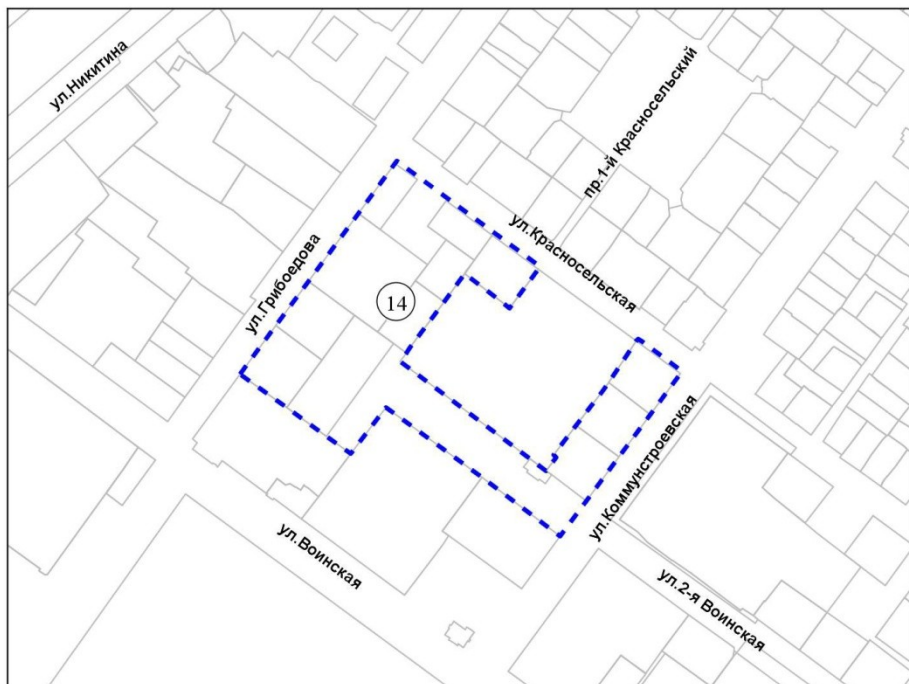 ул.Никитина
пр.1-й Красносельский
ул.Красносельская
ул.Грибоедова
14
ул.Коммунстроевская
ул.Воинская
ул.2-я Воинская